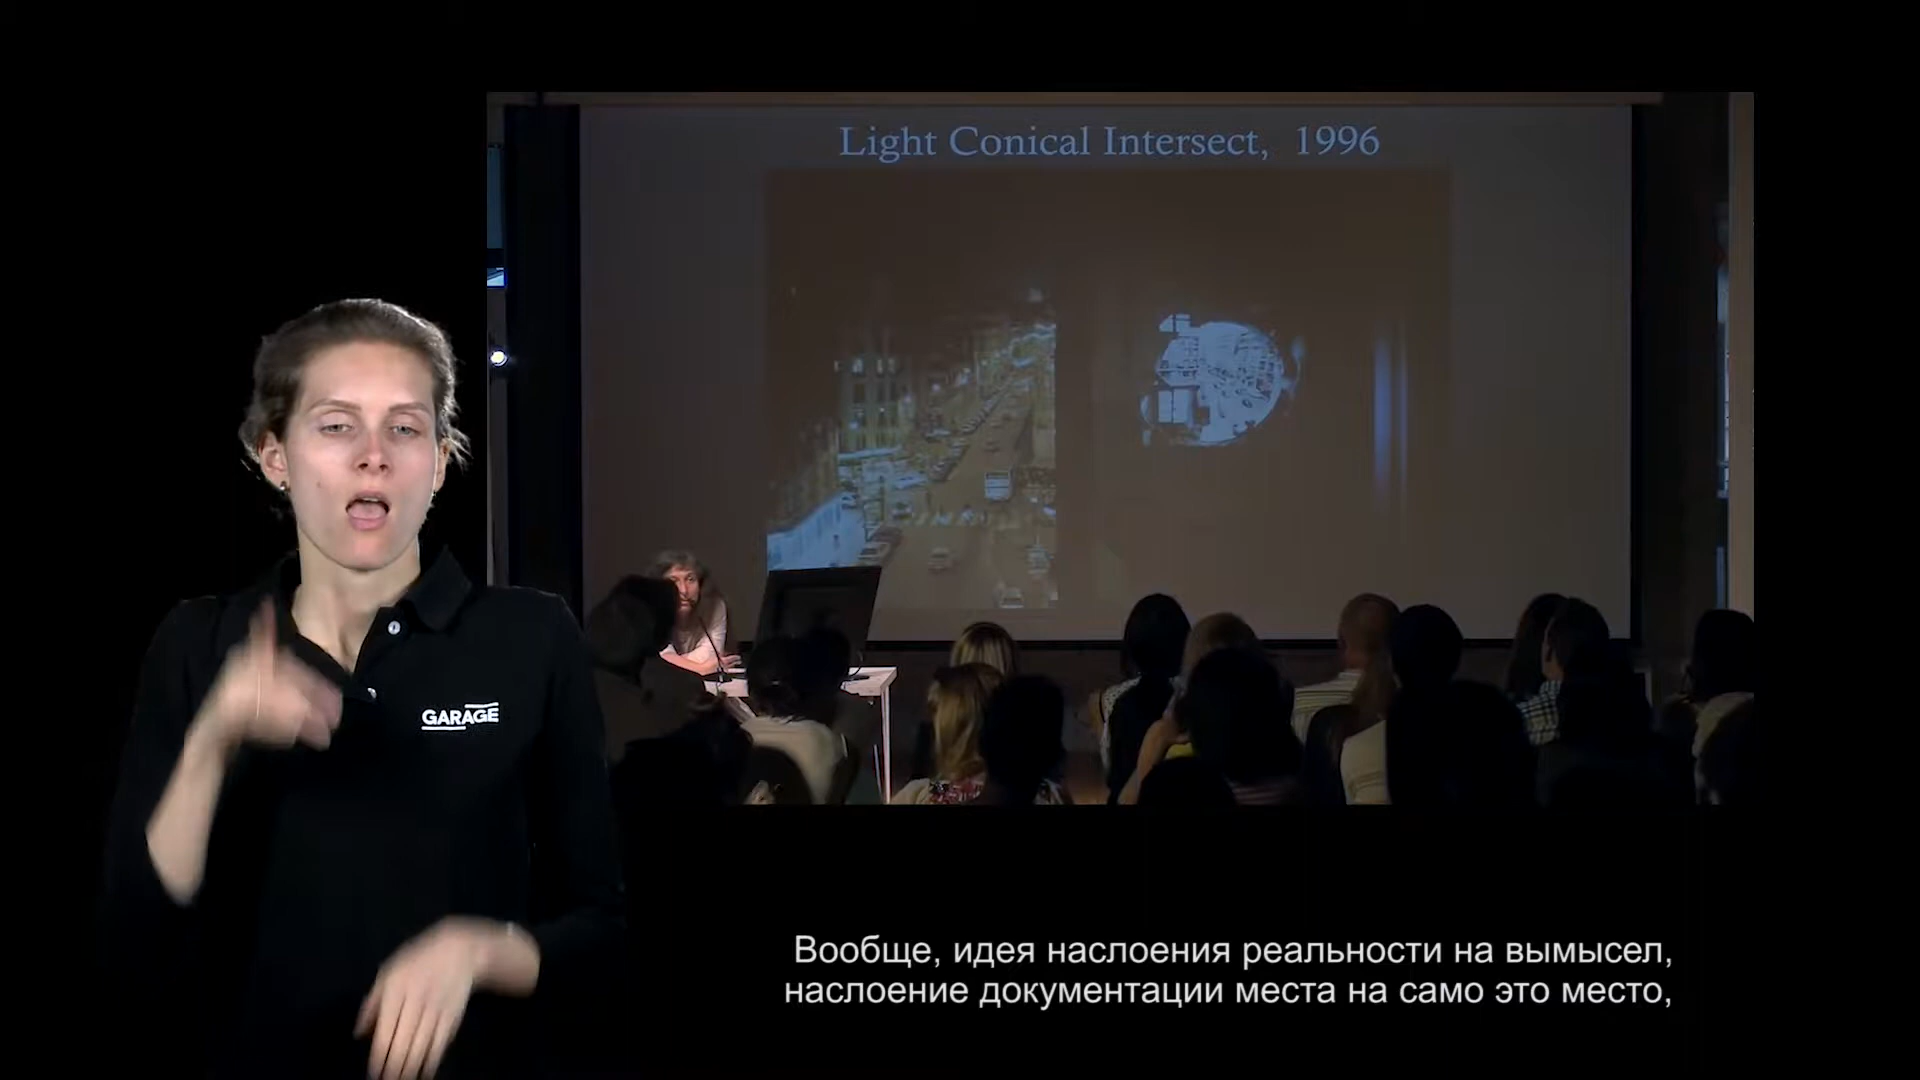 Light Conical Intersect, 1996
GARAGE
Вообще, идея наслоения реальности на вымысел,
наслоение документации места на само это место,